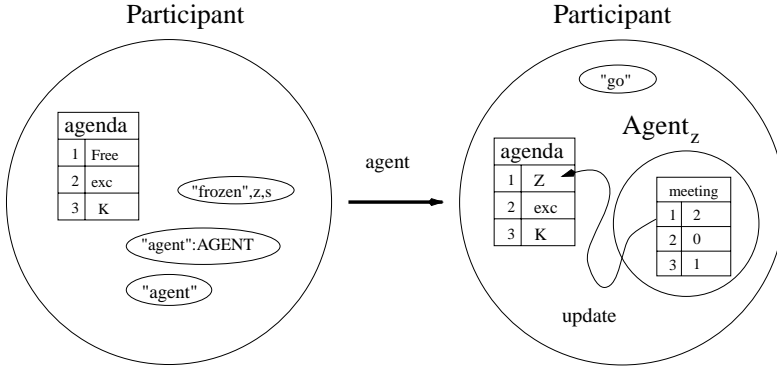 Participant
agenda
1 Free
2 exc
3 K
"frozen",z,s
"agent":AGENT
"agent"
agent
Participant
"go"
Agent_z
agenda
1 Z
2 exc
3 K
meeting
1 2
2 0
3 1
update